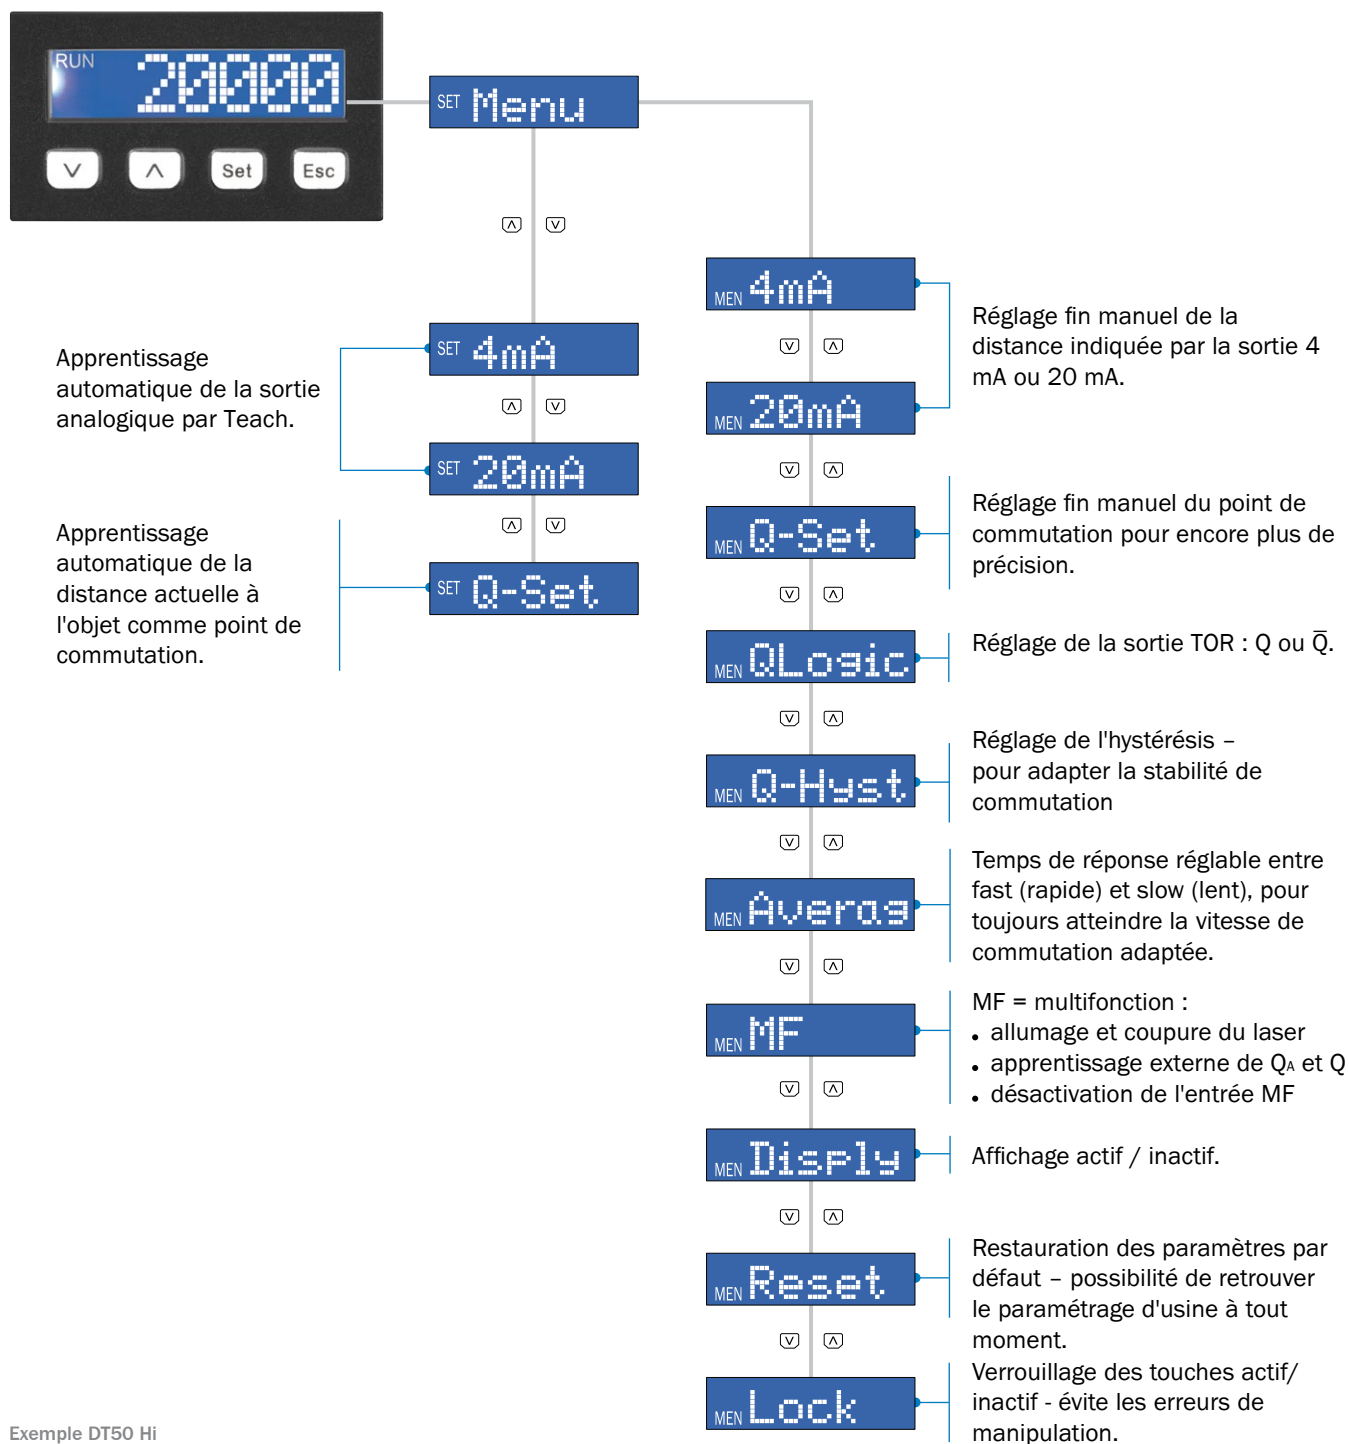 RUN 20000
Set
Esc
SET Menu
Apprentissage
automatique de la sortie
analogique par Teach.
SET 4mA
SET 20mA
Apprentissage
automatique de la
distance actuelle à
l'objet comme point de
commutation.
SET Q-Set
MEN 4mA
MEN 20mA
Réglage fin manuel de la
distance indiquée par la sortie 4
mA ou 20 mA.
MEN Q-Set
Réglage fin manuel du point de
commutation pour encore plus de
précision.
MEN QLogic
Réglage de la sortie TOR : Q ou Q̅.
MEN Q-Hyst
Réglage de l'hystérésis –
pour adapter la stabilité de
commutation
MEN Averag
Temps de réponse réglable entre
fast (rapide) et slow (lent), pour
toujours atteindre la vitesse de
commutation adaptée.
MEN MF
MF = multifonction :
• allumage et coupure du laser
• apprentissage externe de QA et Q
• désactivation de l'entrée MF
MEN Disply
Affichage actif / inactif.
MEN Reset
Restauration des paramètres par
défaut – possibilité de retrouver
le paramétrage d'usine à tout
moment.
MEN Lock
Verrouillage des touches actif/
inactif - évite les erreurs de
manipulation.
Exemple DT50 Hi